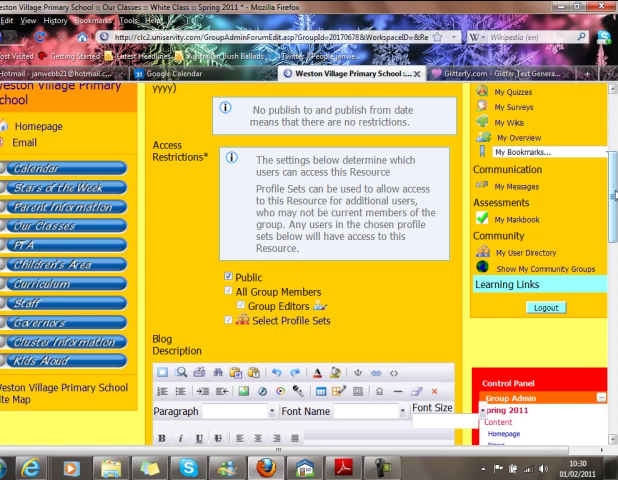 eston Village Primary School :: Our Classes :: White Class :: Spring 2011 * - Mozilla Firefox
Edit View History Bookmarks Tools Help
http://clc2.uniservity.com/GroupAdminForumEdit.asp?GroupId=20170678&WorkspaceID=&Re
W - Wikipedia (en)
ost Visited Getting Started Latest Headlines Australian Bush Ballads Twitter
Hotmail - janwebb21@hotmail.c...
31 Google Calendar
Weston Village Primary School :...
Glitterfy.com - Glitter Text Genera...
Weston Village Primary
chool
Homepage
Email
Calendar
Stars of the Week
Parent Information
Our Classes
PTA
Children's Area
Curriculum
Staff
Governors
Cluster Information
Kids Aloud
Weston Village Primary School
ite Map
yyyy)
No publish to and publish from date
means that there are no restrictions.
Access
Restrictions*
The settings below determine which
users can access this Resource
Profile Sets can be used to allow access
to this Resource for additional users,
who may not be current members of the
group. Any users in the chosen profile
sets below will have access to this
Resource.
Public
All Group Members
Group Editors
Select Profile Sets
Blog
Description
Paragraph
Font Name
Font Size
B i U S
My Quizzes
My Surveys
My Wikis
My Overview
My Bookmarks...
Communication
My Messages
Assessments
My Markbook
Community
My User Directory
Show My Community Groups
Learning Links
Logout
Control Panel
Group Admin
pring 2011
Content
Homepage
News
10:30
01/02/2011